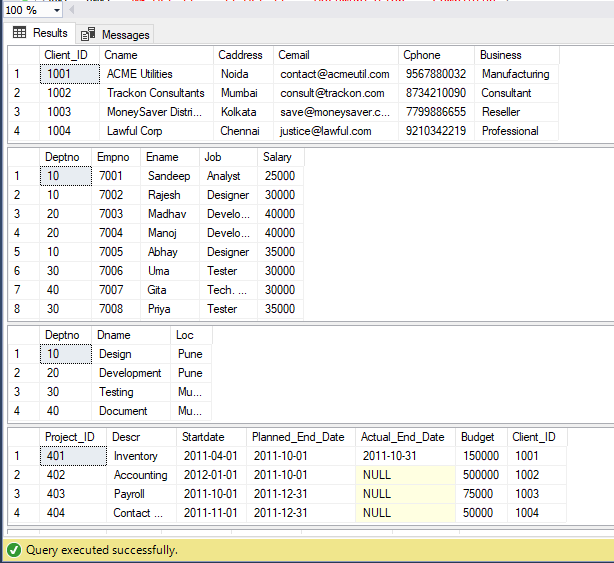 100 %
Results Messages
Client_ID Cname Caddress Cemail Cphone Business
1 1001 ACME Utilities Noida contact@acmeutil.com 9567880032 Manufacturing
2 1002 Trackon Consultants Mumbai consult@trackon.com 8734210090 Consultant
3 1003 MoneySaver Distri... Kolkata save@moneysaver.c... 7799886655 Reseller
4 1004 Lawful Corp Chennai justice@lawful.com 9210342219 Professional
Deptno Empno Ename Job Salary
1 10 7001 Sandeep Analyst 25000
2 10 7002 Rajesh Designer 30000
3 20 7003 Madhav Develo... 40000
4 20 7004 Manoj Develo... 40000
5 10 7005 Abhay Designer 35000
6 30 7006 Uma Tester 30000
7 40 7007 Gita Tech. ... 30000
8 30 7008 Priya Tester 35000
Deptno Dname Loc
1 10 Design Pune
2 20 Development Pune
3 30 Testing Mu...
4 40 Document Mu...
Project_ID Descr Startdate Planned_End_Date Actual_End_Date Budget Client_ID
1 401 Inventory 2011-04-01 2011-10-01 2011-10-31 150000 1001
2 402 Accounting 2012-01-01 2011-10-01 NULL 500000 1002
3 403 Payroll 2011-10-01 2011-12-31 NULL 75000 1003
4 404 Contact ... 2011-11-01 2011-12-31 NULL 50000 1004
Query executed successfully.